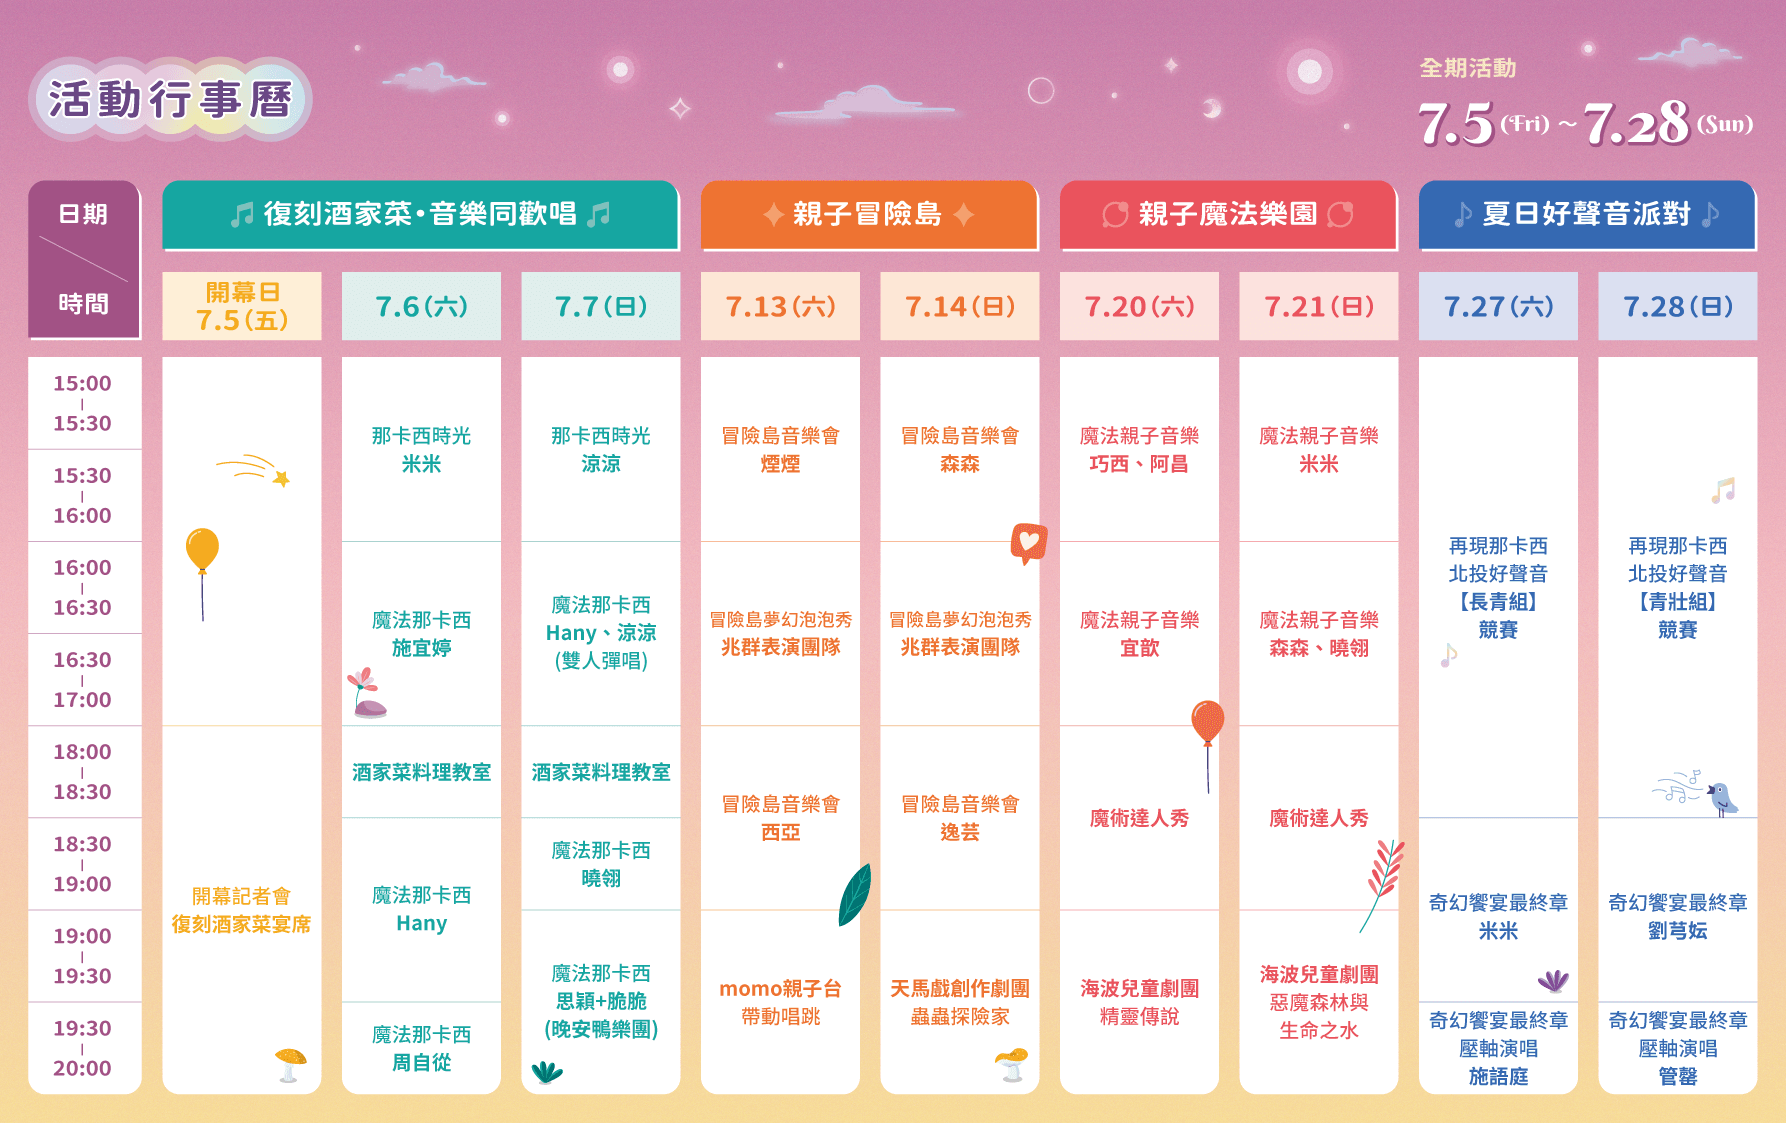 活動行事曆
全期活動
7.5(Fri)～7.28(Sun)
日期
時間
復刻酒家菜•音樂同歡唱
親子冒險島
親子魔法樂園
夏日好聲音派對
開幕日
7.5(五)
7.6(六)
7.7(日)
7.13(六)
7.14(日)
7.20(六)
7.21(日)
7.27(六)
7.28(日)
15:00
|
15:30
15:30
|
16:00
16:00
|
16:30
16:30
|
17:00
18:00
|
18:30
18:30
|
19:00
19:00
|
19:30
19:30
|
20:00
開幕記者會
復刻酒家菜宴席
那卡西時光
米米
魔法那卡西
施宜婷
酒家菜料理教室
魔法那卡西
Hany
魔法那卡西
周自從
那卡西時光
涼涼
魔法那卡西
Hany、涼涼
(雙人彈唱)
酒家菜料理教室
魔法那卡西
曉翎
魔法那卡西
思穎+脆脆
(晚安鴨樂團)
冒險島音樂會
煙煙
冒險島夢幻泡泡秀
兆群表演團隊
冒險島音樂會
西亞
momo親子台
帶動唱跳
冒險島音樂會
森森
冒險島夢幻泡泡秀
兆群表演團隊
冒險島音樂會
逸芸
天馬戲創作劇團
蟲蟲探險家
魔法親子音樂
巧西、阿昌
魔法親子音樂
宜歆
魔術達人秀
海波兒童劇團
精靈傳說
魔法親子音樂
米米
魔法親子音樂
森森、曉翎
魔術達人秀
海波兒童劇團
惡魔森林與
生命之水
再現那卡西
北投好聲音
【長青組】
競賽
奇幻饗宴最終章
米米
奇幻饗宴最終章
壓軸演唱
施語庭
再現那卡西
北投好聲音
【青壯組】
競賽
奇幻饗宴最終章
劉芎妘
奇幻饗宴最終章
壓軸演唱
管罄